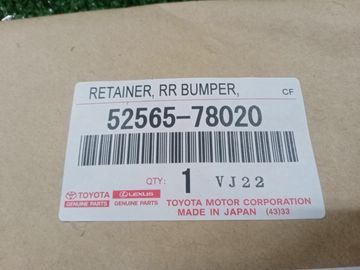 RETAINER, RR BUMPER, CF
52565-78020
QTY: 1 VJ22
TOYOTA LEXUS
GENUINE PARTS GENUINE PARTS
TOYOTA MOTOR CORPORATION
MADE IN JAPAN (43)33